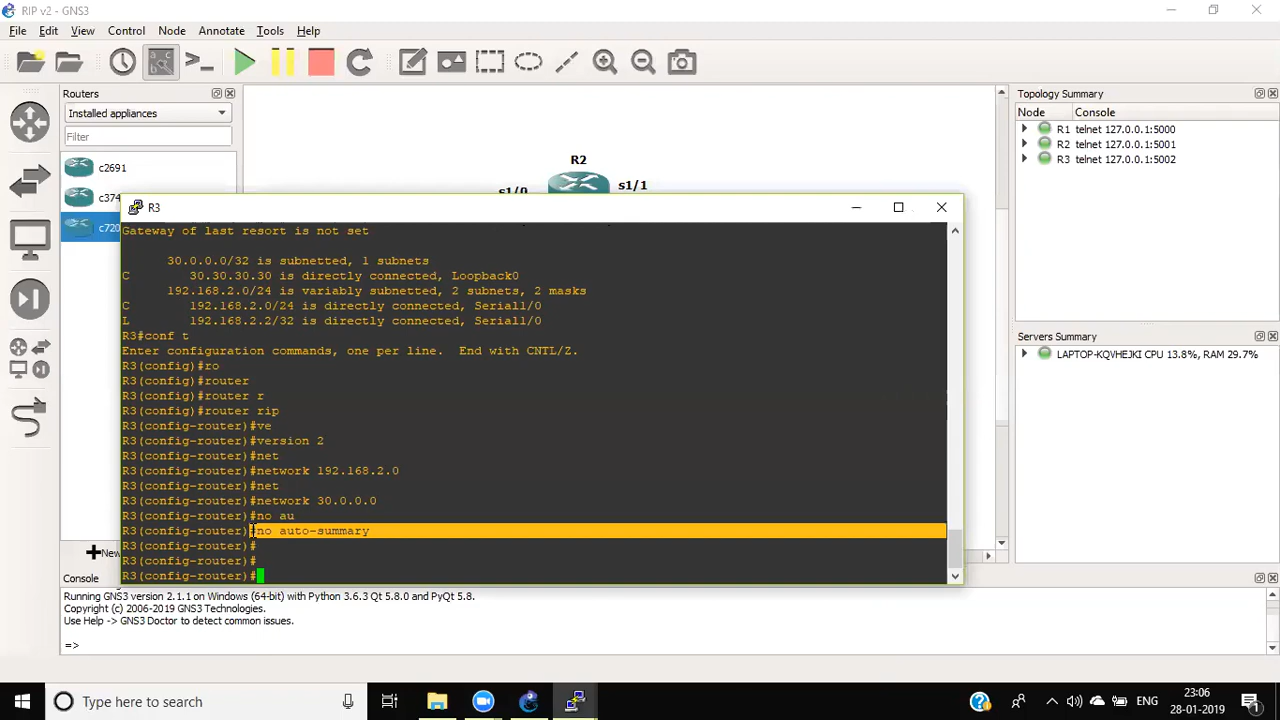 RIP v2 - GNS3
File Edit View Control Node Annotate Tools Help
Routers
Installed appliances
Filter
c2691
c374
c720
New
R2
s1/0
s1/1
R3
Gateway of last resort is not set
30.0.0.0/32 is subnetted, 1 subnets
C 30.30.30.30 is directly connected, Loopback0
192.168.2.0/24 is variably subnetted, 2 subnets, 2 masks
C 192.168.2.0/24 is directly connected, Serial1/0
L 192.168.2.2/32 is directly connected, Serial1/0
R3#conf t
Enter configuration commands, one per line. End with CNTL/Z.
R3(config)#ro
R3(config)#router
R3(config)#router r
R3(config)#router rip
R3(config-router)#ve
R3(config-router)#version 2
R3(config-router)#net
R3(config-router)#network 192.168.2.0
R3(config-router)#net
R3(config-router)#network 30.0.0.0
R3(config-router)#no au
R3(config-router)#no auto-summary
R3(config-router)#
R3(config-router)#
R3(config-router)#
Topology Summary
Node Console
R1 telnet 127.0.0.1:5000
R2 telnet 127.0.0.1:5001
R3 telnet 127.0.0.1:5002
Servers Summary
LAPTOP-KQVHEJKI CPU 13.8%, RAM 29.7%
Console
Running GNS3 version 2.1.1 on Windows (64-bit) with Python 3.6.3 Qt 5.8.0 and PyQt 5.8.
Copyright (c) 2006-2019 GNS3 Technologies.
Use Help -> GNS3 Doctor to detect common issues.
=>
Type here to search
ENG
23:06
28-01-2019
1